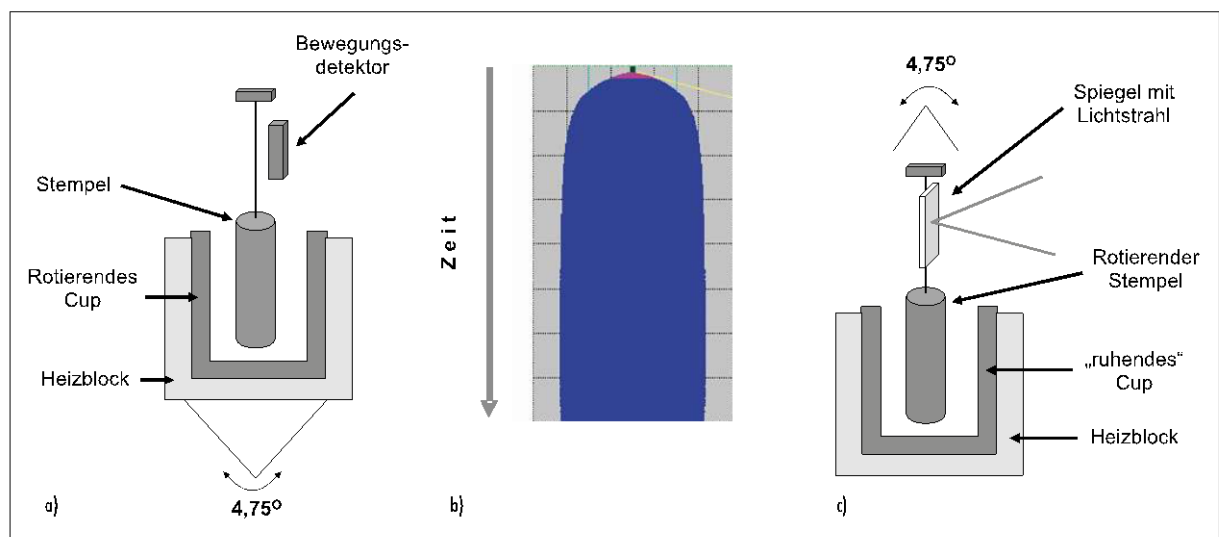 Bewegungs-
detektor
Stempel
Rotierendes
Cup
Heizblock
4,75°
a)
Zeit
b)
4,75°
Spiegel mit
Lichtstrahl
Rotierender
Stempel
„ruhendes“
Cup
Heizblock
c)